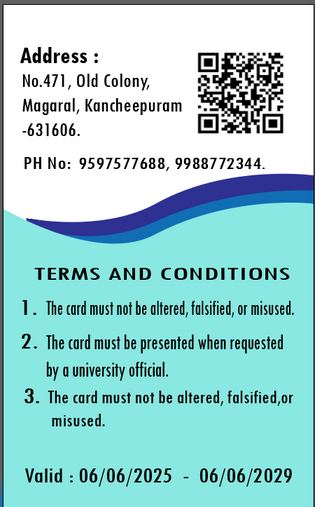 Address :
No.471, Old Colony,
Magaral, Kancheepuram
-631606.
PH No: 9597577688, 9988772344.
TERMS AND CONDITIONS
1. The card must not be altered, falsified, or misused.
2. The card must be presented when requested
by a university official.
3. The card must not be altered, falsified,or
misused.
Valid : 06/06/2025 - 06/06/2029